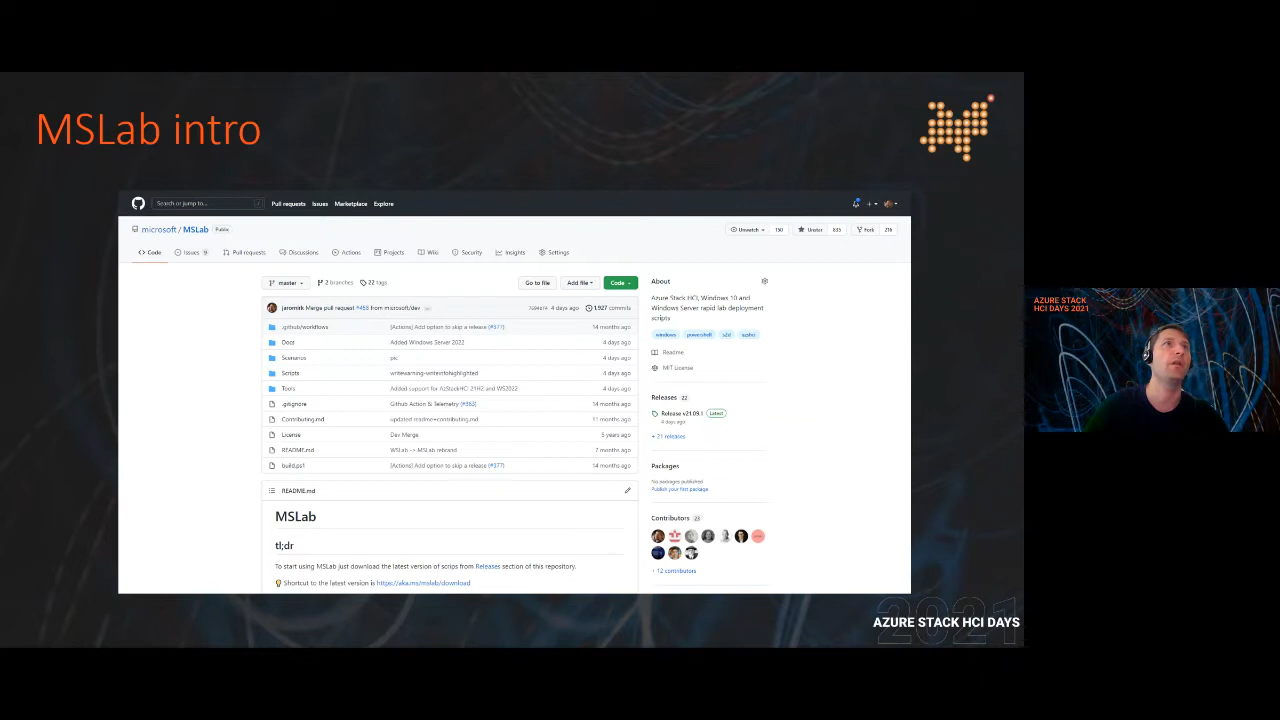 MSLab intro
Search or jump to... /
Pull requests Issues Marketplace Explore
microsoft / MSLab Public
Unwatch 150 Unstar 835 Fork 216
Code Issues 9 Pull requests Discussions Actions Projects Wiki Security Insights Settings
master 2 branches 22 tags Go to file Add file Code
jaromirk Merge pull request #458 from microsoft/dev ... 4 days ago 1,927 commits
.github/workflows [Actions] Add option to skip a release (#377) 14 months ago
Docs Added Windows Server 2022 4 days ago
Scenarios pic 4 days ago
Scripts writewarning-writeinfohighlighted 4 days ago
Tools Added support for AzStackHCI 21H2 and WS2022 4 days ago
.gitignore Github Action & Telemetry (#363) 14 months ago
Contributing.md updated readme+contributing.md 11 months ago
License Dev Merge 5 years ago
README.md WSLab -> MSLab rebrand 7 months ago
build.ps1 [Actions] Add option to skip a release (#377) 14 months ago
README.md
MSLab
tl;dr
To start using MSLab just download the latest version of scrips from Releases section of this repository.
Shortcut to the latest version is https://aka.ms/mslab/download
About
Azure Stack HCI, Windows 10 and
Windows Server rapid lab deployment
scripts
windows powershell s2d azshci
Readme
MIT License
Releases 22
Release v21.09.1 Latest
4 days ago
+ 21 releases
Packages
No packages published
Publish your first package
Contributors 23
+ 12 contributors
2021
AZURE STACK HCI DAYS
AZURE STACK
HCI DAYS 2021